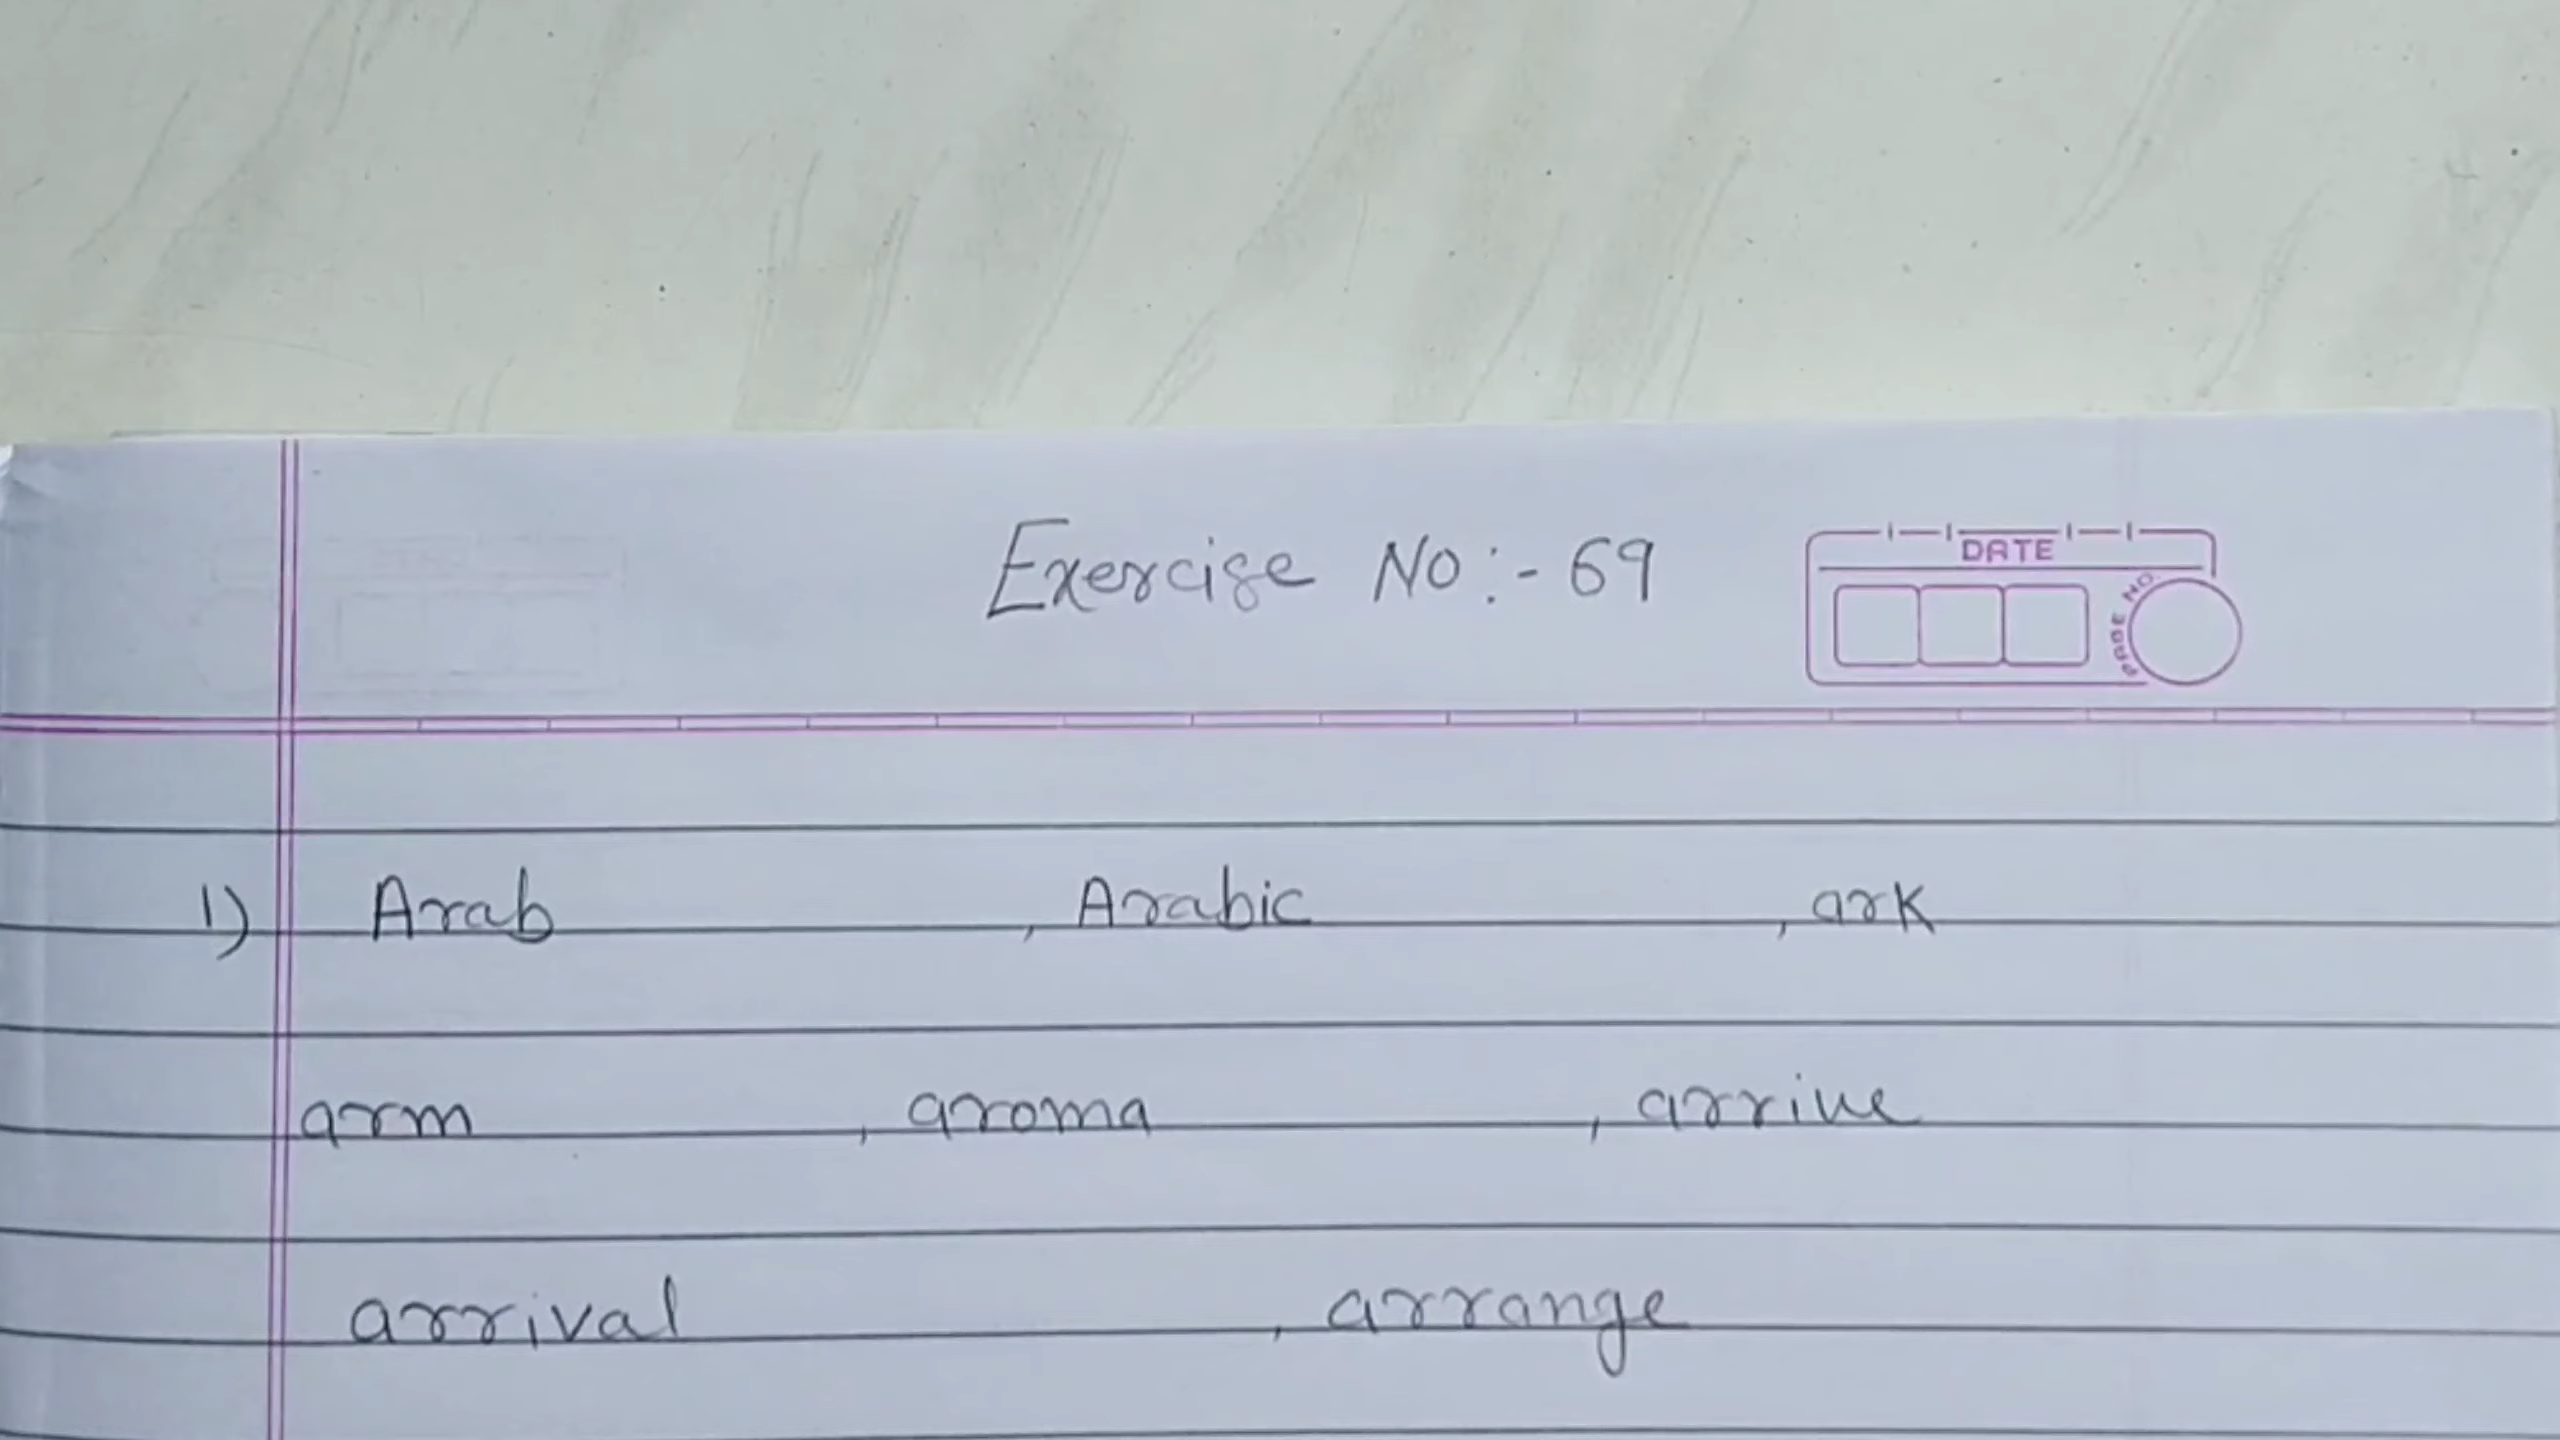 Exercise No:- 69
DATE
PAGE NO.
1) Arab , Arabic , ark
arm , aroma , arrive
arrival , arrange